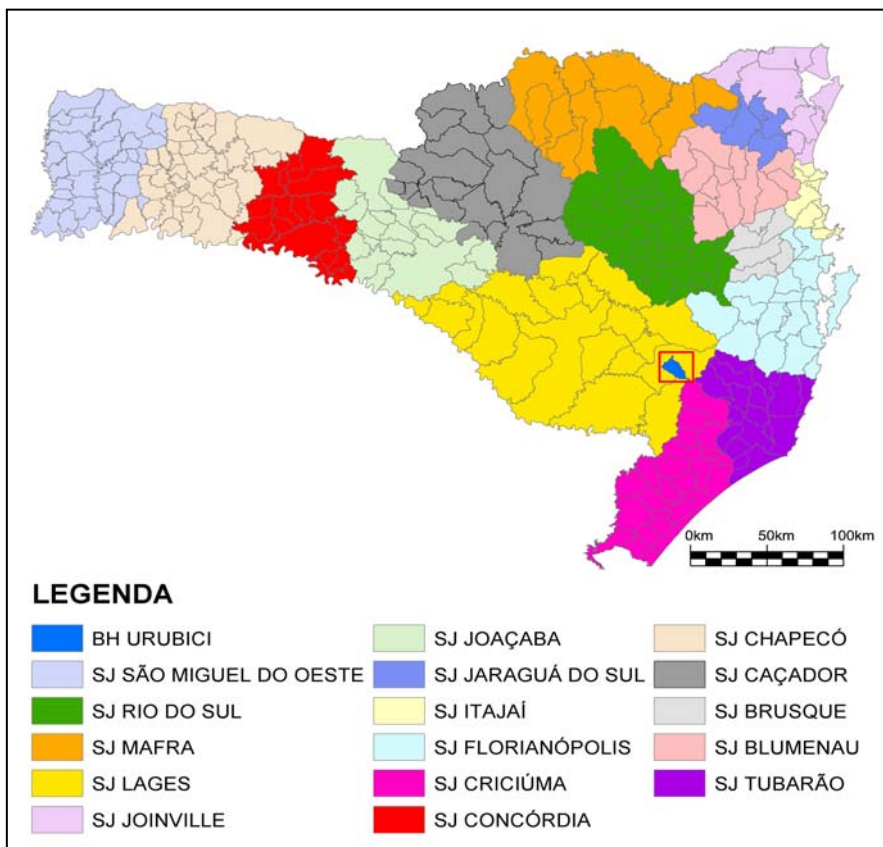 0km 50km 100km
LEGENDA
BH URUBICI
SJ SÃO MIGUEL DO OESTE
SJ RIO DO SUL
SJ MAFRA
SJ LAGES
SJ JOINVILLE
SJ JOAÇABA
SJ JARAGUÁ DO SUL
SJ ITAJAÍ
SJ FLORIANÓPOLIS
SJ CRICIÚMA
SJ CONCÓRDIA
SJ CHAPECÓ
SJ CAÇADOR
SJ BRUSQUE
SJ BLUMENAU
SJ TUBARÃO